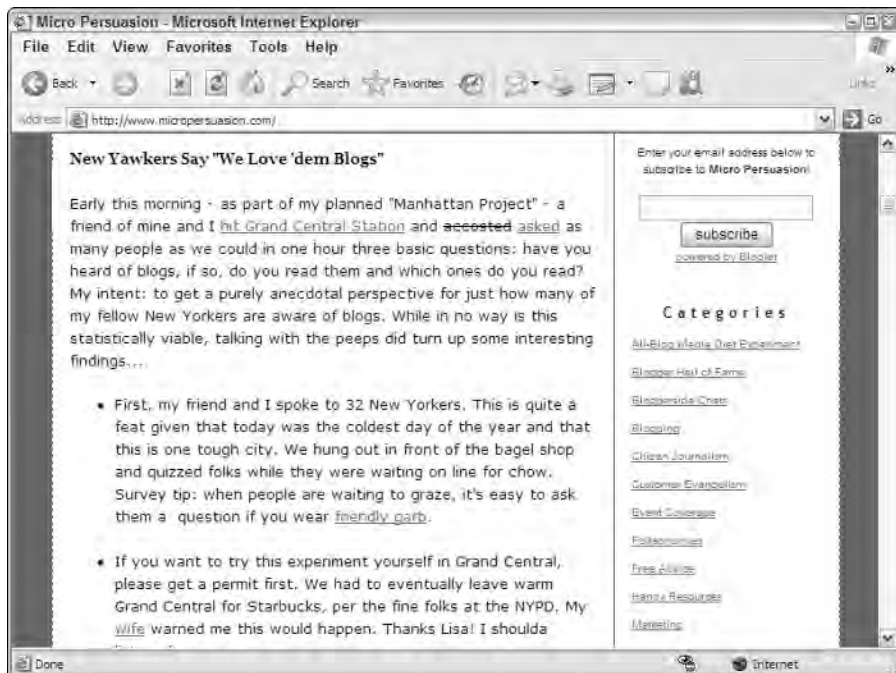 Micro Persuasion - Microsoft Internet Explorer
File Edit View Favorites Tools Help
Back Search Favorites Links
Address http://www.micropersuasion.com/ Go
New Yawkers Say "We Love 'dem Blogs"
Early this morning - as part of my planned "Manhattan Project" - a
friend of mine and I hit Grand Central Station and accosted asked as
many people as we could in one hour three basic questions: have you
heard of blogs, if so, do you read them and which ones do you read?
My intent: to get a purely anecdotal perspective for just how many of
my fellow New Yorkers are aware of blogs. While in no way is this
statistically viable, talking with the peeps did turn up some interesting
findings...
• First, my friend and I spoke to 32 New Yorkers. This is quite a
feat given that today was the coldest day of the year and that
this is one tough city. We hung out in front of the bagel shop
and quizzed folks while they were waiting on line for chow.
Survey tip: when people are waiting to graze, it's easy to ask
them a question if you wear friendly garb.
• If you want to try this experiment yourself in Grand Central,
please get a permit first. We had to eventually leave warm
Grand Central for Starbucks, per the fine folks at the NYPD. My
wife warned me this would happen. Thanks Lisa! I shoulda
Enter your email address below to
subscribe to Micro Persuasion!
subscribe
powered by Bloglet
Categories
All-Blog Media Diet Experiment
Blogger Hall of Fame
Bloggerside Chats
Blogging
Citizen Journalism
Customer Evangelism
Event Coverage
Folksonomies
Free Advice
Handy Resources
Marketing
Done Internet